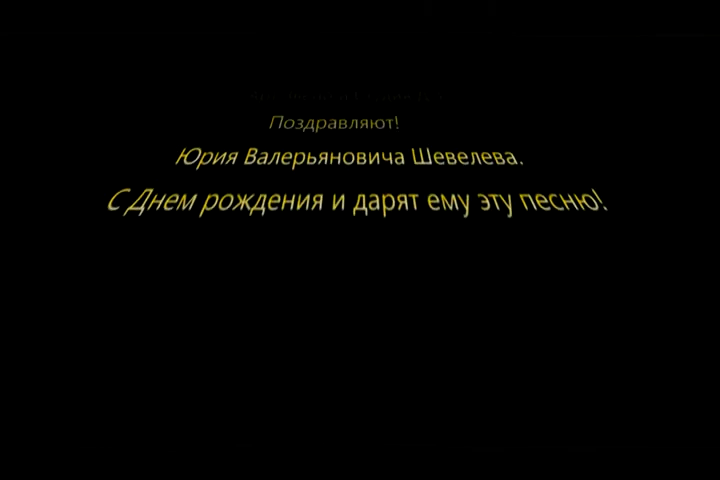 Поздравляют!
Юрия Валерьяновича Шевелева.
С Днем рождения и дарят ему эту песню!